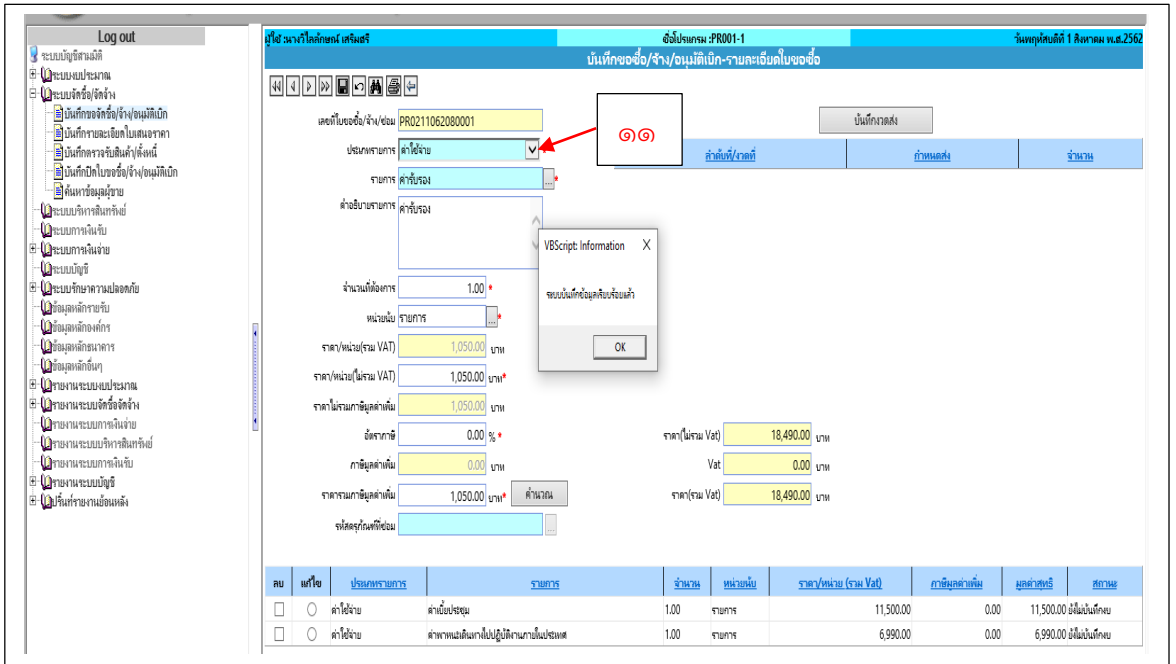 Log out
ระบบบัญชีสามมิติ
ระบบงบประมาณ
ระบบจัดซื้อ/จัดจ้าง
บันทึกขอจัดซื้อ/จ้าง/อนุมัติเบิก
บันทึกรายละเอียดใบเสนอราคา
บันทึกตรวจรับสินค้า/ตั้งหนี้
บันทึกปิดใบขอซื้อ/จ้าง/อนุมัติเบิก
ค้นหาข้อมูลผู้ขาย
ระบบบริหารสินทรัพย์
ระบบการเงินรับ
ระบบการเงินจ่าย
ระบบบัญชี
ระบบรักษาความปลอดภัย
ข้อมูลหลักรายรับ
ข้อมูลหลักองค์กร
ข้อมูลหลักธนาคาร
ข้อมูลหลักอื่นๆ
รายงานระบบงบประมาณ
รายงานระบบจัดซื้อจัดจ้าง
รายงานระบบการเงินจ่าย
รายงานระบบบริหารสินทรัพย์
รายงานระบบการเงินรับ
รายงานระบบบัญชี
ปริ้นท์รายงานย้อนหลัง
ผู้ใช้ :นางวิไลลักษณ์ เสริมศรี ชื่อโปรแกรม :PR001-1 วันพฤหัสบดีที่ 1 สิงหาคม พ.ศ.2562
บันทึกขอซื้อ/จ้าง/อนุมัติเบิก-รายละเอียดใบขอซื้อ
เลขที่ใบขอซื้อ/จ้าง/ซ่อม PR0211062080001
ประเภทรายการ ค่าใช้จ่าย *
๑๑
บันทึกงวดส่ง
ลำดับที่/งวดที่ กำหนดส่ง จำนวน
รายการ ค่ารับรอง ... *
คำอธิบายรายการ ค่ารับรอง
VBScript: Information X
ระบบบันทึกข้อมูลเรียบร้อยแล้ว
OK
จำนวนที่ต้องการ 1.00 *
หน่วยนับ รายการ ... *
ราคา/หน่วย(รวม VAT) 1,050.00 บาท
ราคา/หน่วย(ไม่รวม VAT) 1,050.00 บาท*
ราคาไม่รวมภาษีมูลค่าเพิ่ม 1,050.00 บาท
อัตราภาษี 0.00 % *
ภาษีมูลค่าเพิ่ม 0.00 บาท
ราคารวมภาษีมูลค่าเพิ่ม 1,050.00 บาท* คำนวณ
รหัสครุภัณฑ์ที่ซ่อม ...
ราคา(ไม่รวม Vat) 18,490.00 บาท
Vat 0.00 บาท
ราคา(รวม Vat) 18,490.00 บาท
ลบ แก้ไข ประเภทรายการ รายการ จำนวน หน่วยนับ ราคา/หน่วย (รวม Vat) ภาษีมูลค่าเพิ่ม มูลค่าสุทธิ สถานะ
ค่าใช้จ่าย ค่าเบี้ยประชุม 1.00 รายการ 11,500.00 0.00 11,500.00 ยังไม่บันทึกงบ
ค่าใช้จ่าย ค่าพาหนะเดินทางไปปฏิบัติงานภายในประเทศ 1.00 รายการ 6,990.00 0.00 6,990.00 ยังไม่บันทึกงบ